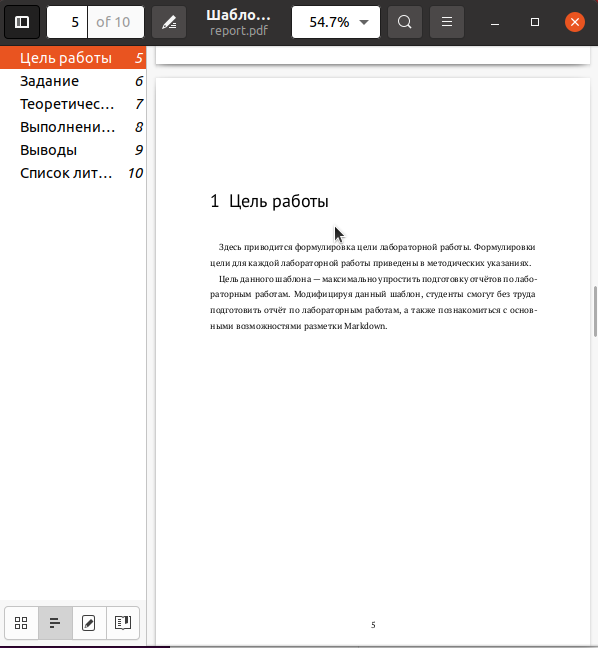 5 of 10
Шабло...
report.pdf
54.7%
Цель работы 5
Задание 6
Теоретичес... 7
Выполнени... 8
Выводы 9
Список лит... 10
1 Цель работы
Здесь приводится формулировка цели лабораторной работы. Формулировки
цели для каждой лабораторной работы приведены в методических указаниях.
Цель данного шаблона — максимально упростить подготовку отчётов по лабо-
раторным работам. Модифицируя данный шаблон, студенты смогут без труда
подготовить отчёт по лабораторным работам, а также познакомиться с основ-
ными возможностями разметки Markdown.
5